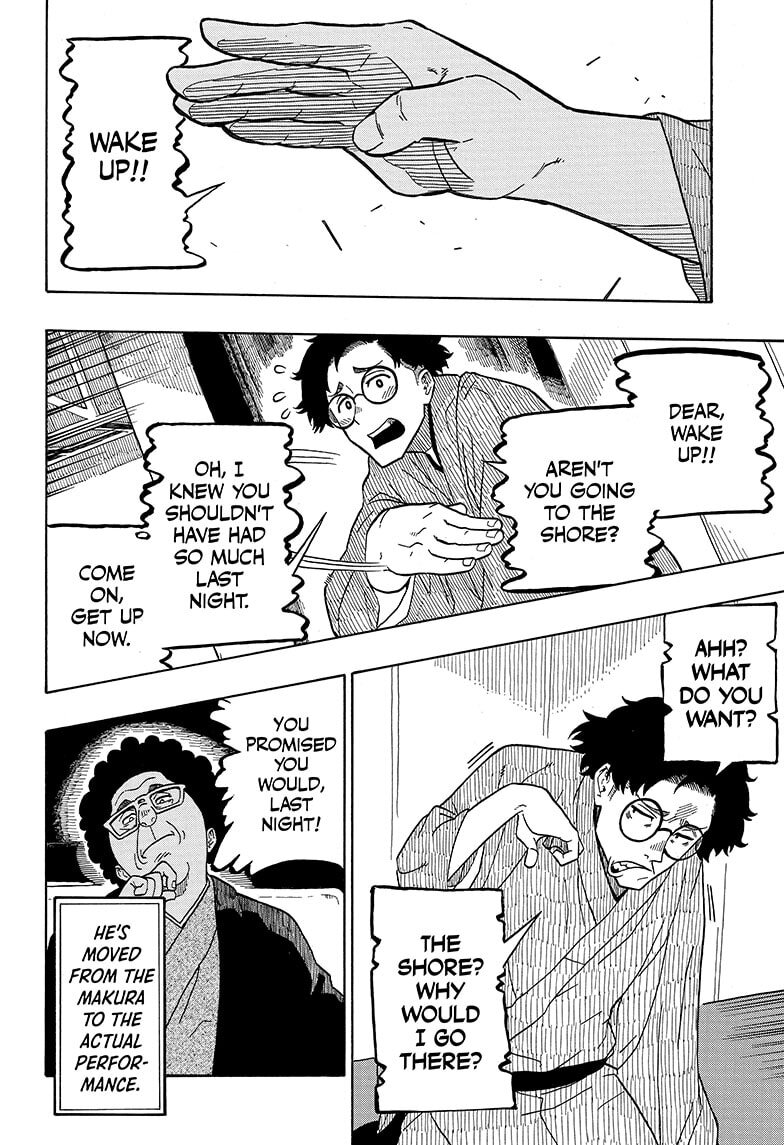 WAKE
UP!!
DEAR,
WAKE
UP!!
AREN'T
YOU GOING
TO THE
SHORE?
OH, I
KNEW YOU
SHOULDN'T
HAVE HAD
SO MUCH
LAST
NIGHT.
COME
ON,
GET UP
NOW.
AHH?
WHAT
DO YOU
WANT?
THE
SHORE?
WHY
WOULD
I GO
THERE?
YOU
PROMISED
YOU
WOULD,
LAST
NIGHT!
HE'S
MOVED
FROM THE
MAKURA
TO THE
ACTUAL
PERFOR-
MANCE.